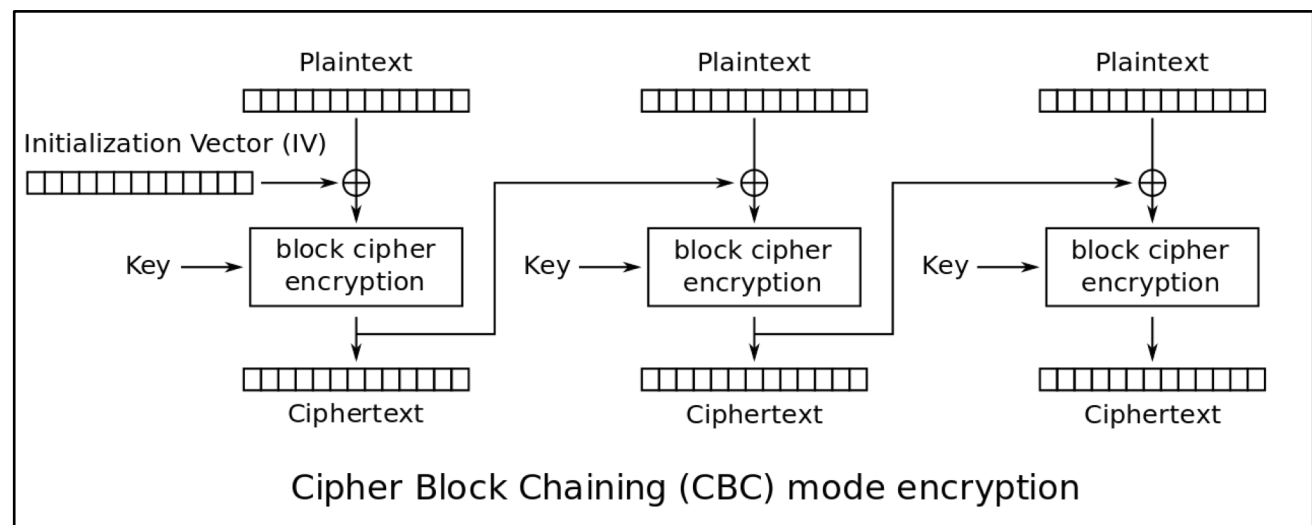 Plaintext
Plaintext
Plaintext
Initialization Vector (IV)
Key
block cipher
encryption
Key
block cipher
encryption
Key
block cipher
encryption
Ciphertext
Ciphertext
Ciphertext
Cipher Block Chaining (CBC) mode encryption